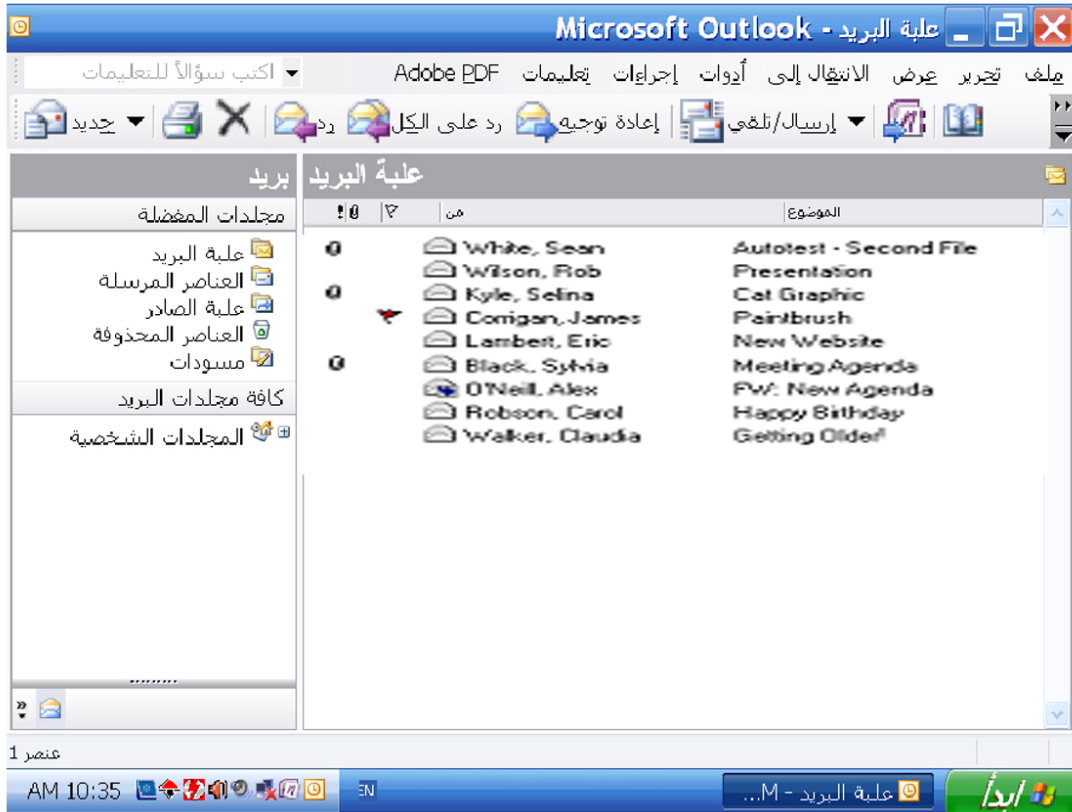 علبة البريد - Microsoft Outlook
ملف تحرير عرض الانتقال إلى أدوات إجراءات تعليمات Adobe PDF
اكتب سؤالاً للتعليمات
جديد
رد
رد على الكل
إعادة توجيه
إرسال/تلقي
بريد
مجلدات المفضلة
علبة البريد
العناصر المرسلة
علبة الصادر
العناصر المحذوفة
مسودات
كافة مجلدات البريد
المجلدات الشخصية
علبة البريد
! من الموضوع
White, Sean Autotest - Second File
Wilson, Rob Presentation
Kyle, Selina Cat Graphic
Corrigan, James Paintbrush
Lambert, Eric New Website
Black, Sylvia Meeting Agenda
O'Neill, Alex FW: New Agenda
Robson, Carol Happy Birthday
Walker, Claudia Getting Older!
عنصر 1
ابدأ
علبة البريد - M...
EN
AM 10:35